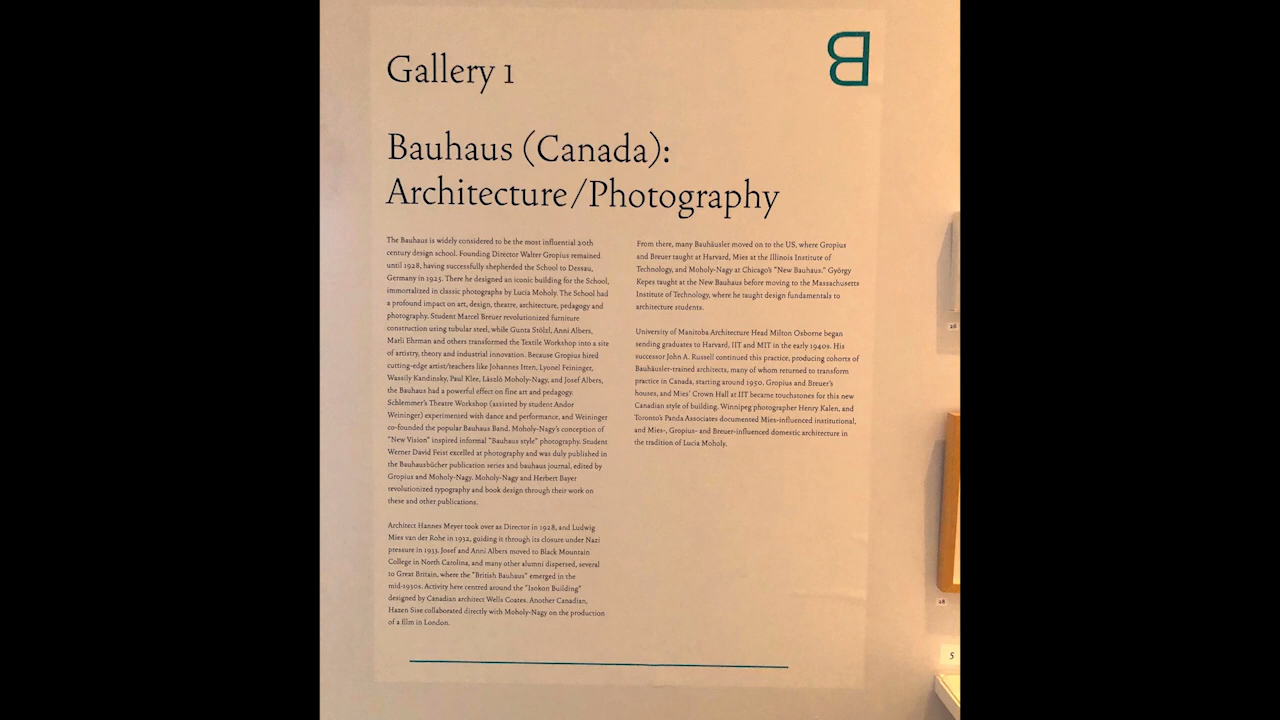 Gallery 1
B
Bauhaus (Canada):
Architecture/Photography
The Bauhaus is widely considered to be the most influential 20th
century design school. Founding Director Walter Gropius remained
until 1928, having successfully shepherded the School to Dessau,
Germany in 1925. There he designed an iconic building for the School,
immortalized in classic photographs by Lucia Moholy. The School had
a profound impact on art, design, theatre, architecture, pedagogy and
photography. Student Marcel Breuer revolutionized furniture
construction using tubular steel, while Gunta Stölzl, Anni Albers,
Marli Ehrman and others transformed the Textile Workshop into a site
of artistry, theory and industrial innovation. Because Gropius hired
cutting-edge artist/teachers like Johannes Itten, Lyonel Feininger,
Wassily Kandinsky, Paul Klee, László Moholy-Nagy, and Josef Albers,
the Bauhaus had a powerful effect on fine art and pedagogy.
Schlemmer's Theatre Workshop (assisted by student Andor
Weininger) experimented with dance and performance, and Weininger
co-founded the popular Bauhaus Band. Moholy-Nagy's conception of
"New Vision" inspired informal "Bauhaus style" photography. Student
Werner David Feist excelled at photography and was duly published in
the Bauhausbücher publication series and bauhaus journal, edited by
Gropius and Moholy-Nagy. Moholy-Nagy and Herbert Bayer
revolutionized typography and book design through their work on
these and other publications.
Architect Hannes Meyer took over as Director in 1928, and Ludwig
Mies van der Rohe in 1932, guiding it through its closure under Nazi
pressure in 1933. Josef and Anni Albers moved to Black Mountain
College in North Carolina, and many other alumni dispersed, several
to Great Britain, where the "British Bauhaus" emerged in the
mid-1930s. Activity here centred around the "Isokon Building"
designed by Canadian architect Wells Coates. Another Canadian,
Hazen Sise collaborated directly with Moholy-Nagy on the production
of a film in London.
From there, many Bauhäusler moved on to the US, where Gropius
and Breuer taught at Harvard, Mies at the Illinois Institute of
Technology, and Moholy-Nagy at Chicago's "New Bauhaus." György
Kepes taught at the New Bauhaus before moving to the Massachusetts
Institute of Technology, where he taught design fundamentals to
architecture students.
University of Manitoba Architecture Head Milton Osborne began
sending graduates to Harvard, IIT and MIT in the early 1940s. His
successor John A. Russell continued this practice, producing cohorts of
Bauhäusler-trained architects, many of whom returned to transform
practice in Canada, starting around 1950. Gropius and Breuer's
houses, and Mies' Crown Hall at IIT became touchstones for this new
Canadian style of building. Winnipeg photographer Henry Kalen, and
Toronto's Panda Associates documented Mies-influenced institutional,
and Mies-, Gropius- and Breuer-influenced domestic architecture in
the tradition of Lucia Moholy.
5